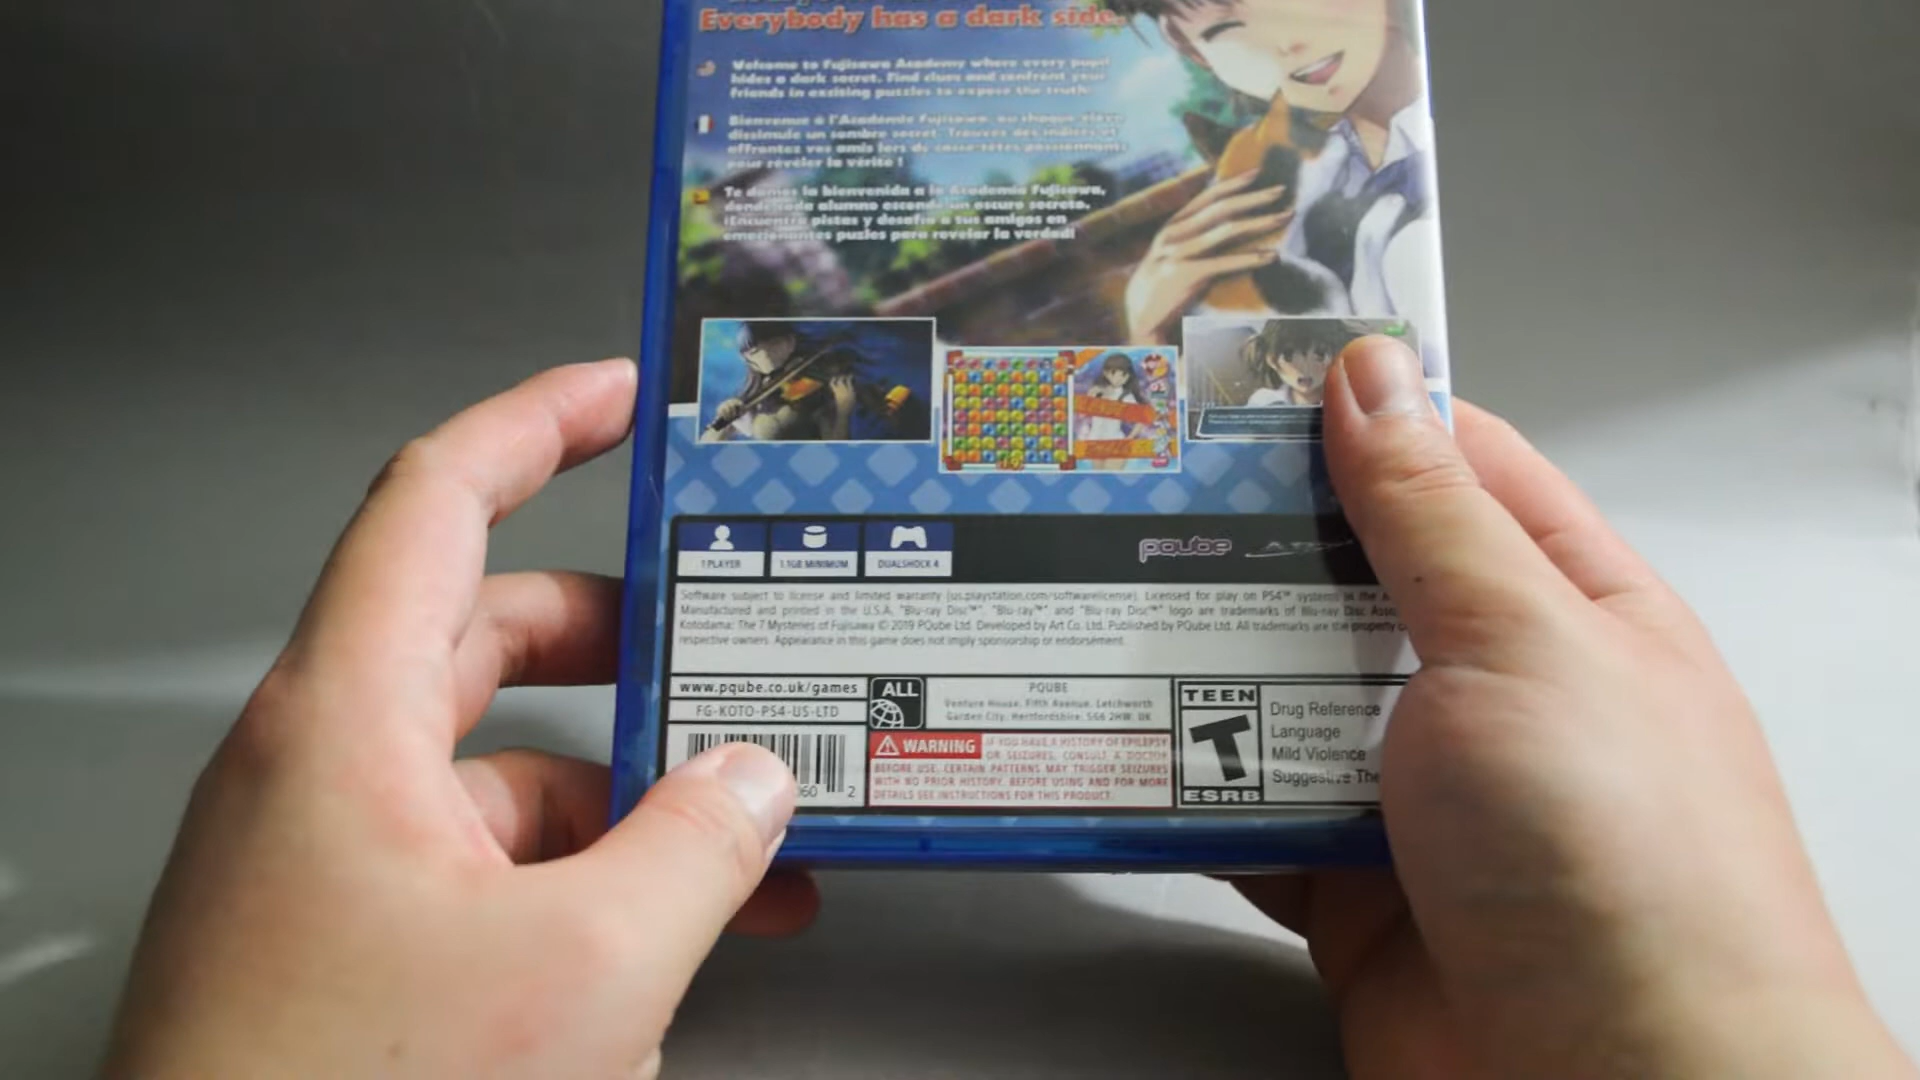 Everybody has a dark side.
Welcome to Fujisawa Academy where every pupil
hides a dark secret. Find clues and confront your
friends in exciting puzzles to expose the truth.
Bienvenue à l'Académie Fujisawa, où chaque élève
dissimule un sombre secret. Trouvez des indices et
affrontez vos amis lors de casse-têtes passionnants
pour révéler la vérité !
Te damos la bienvenida a la Academia Fujisawa,
donde cada alumno esconde un oscuro secreto.
¡Encuentra pistas y desafía a tus amigos en
emocionantes puzles para revelar la verdad!
1 PLAYER
1.1GB MINIMUM
DUALSHOCK 4
pqube
Software subject to license and limited warranty (us.playstation.com/softwarelicense). Licensed for play on PS4™ systems in the
Manufactured and printed in the U.S.A. "Blu-ray Disc™", "Blu-ray™" and "Blu-ray Disc™" logo are trademarks of Blu-ray Disc
Kotodama: The 7 Mysteries of Fujisawa © 2019 PQube Ltd. Developed by Art Co. Ltd. Published by PQube Ltd. All trademarks are the property
respective owners. Appearance in this game does not imply sponsorship or endorsement.
www.pqube.co.uk/games
FG-KOTO-PS4-US-LTD
ALL
PQUBE
Venture House, Fifth Avenue, Letchworth
Garden City, Hertfordshire, SG6 2HW, UK
WARNING IF YOU HAVE A HISTORY OF EPILEPSY
OR SEIZURES, CONSULT A DOCTOR
BEFORE USE. CERTAIN PATTERNS MAY TRIGGER SEIZURES
WITH NO PRIOR HISTORY. BEFORE USING AND FOR MORE
DETAILS SEE INSTRUCTIONS FOR THIS PRODUCT.
TEEN
T
ESRB
Drug Reference
Language
Mild Violence
Suggestive
060 2